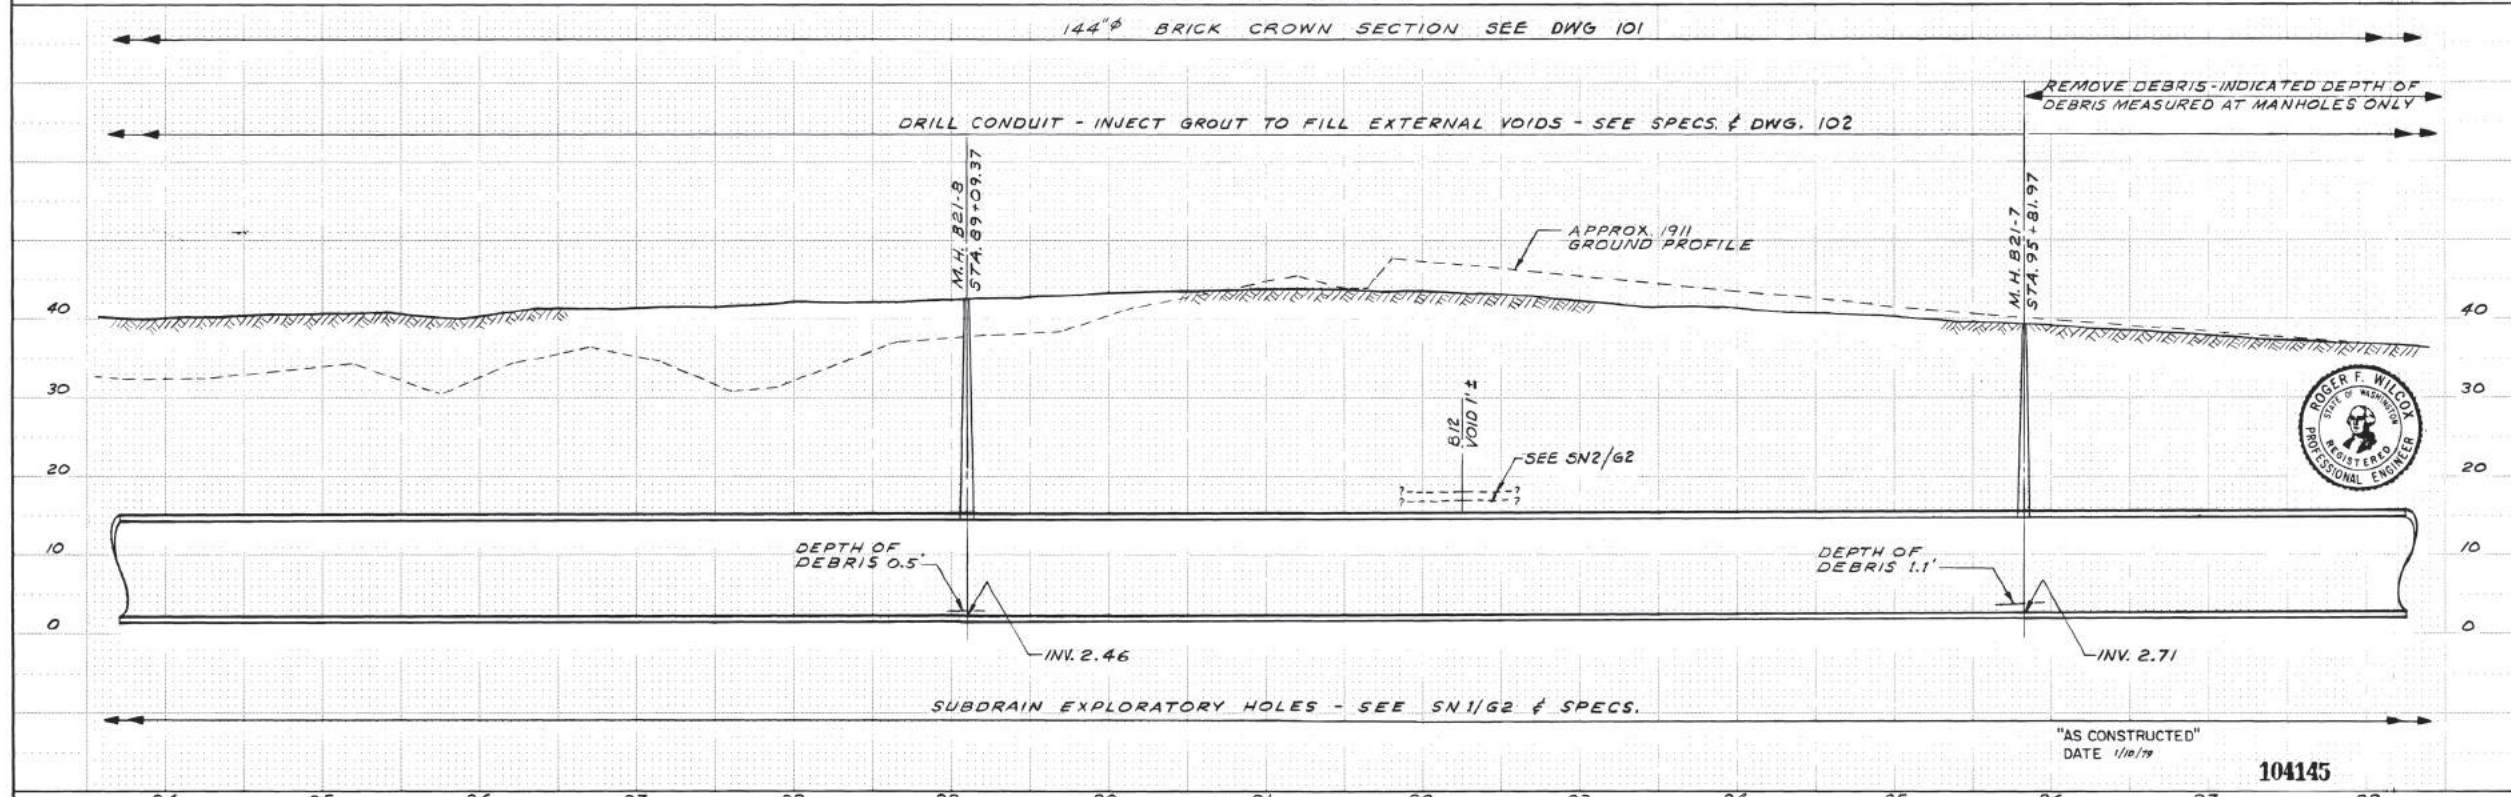 144"⌀ BRICK CROWN SECTION SEE DWG 101
REMOVE DEBRIS-INDICATED DEPTH OF
DEBRIS MEASURED AT MANHOLES ONLY
DRILL CONDUIT - INJECT GROUT TO FILL EXTERNAL VOIDS - SEE SPECS. & DWG. 102
M.H. B21-8
STA. 89+09.37
APPROX. 1911
GROUND PROFILE
M.H. B21-7
STA. 95+81.97
40
40
30
30
B12
VOID 1'±
ROGER F. WILCOX
STATE OF WASHINGTON
REGISTERED
PROFESSIONAL ENGINEER
20
SEE SN2/G2
20
? ?
? ?
10
DEPTH OF
DEBRIS 0.5'
DEPTH OF
DEBRIS 1.1'
10
0
0
INV. 2.46
INV. 2.71
SUBDRAIN EXPLORATORY HOLES - SEE SN1/G2 & SPECS.
"AS CONSTRUCTED"
DATE 1/10/79
104145